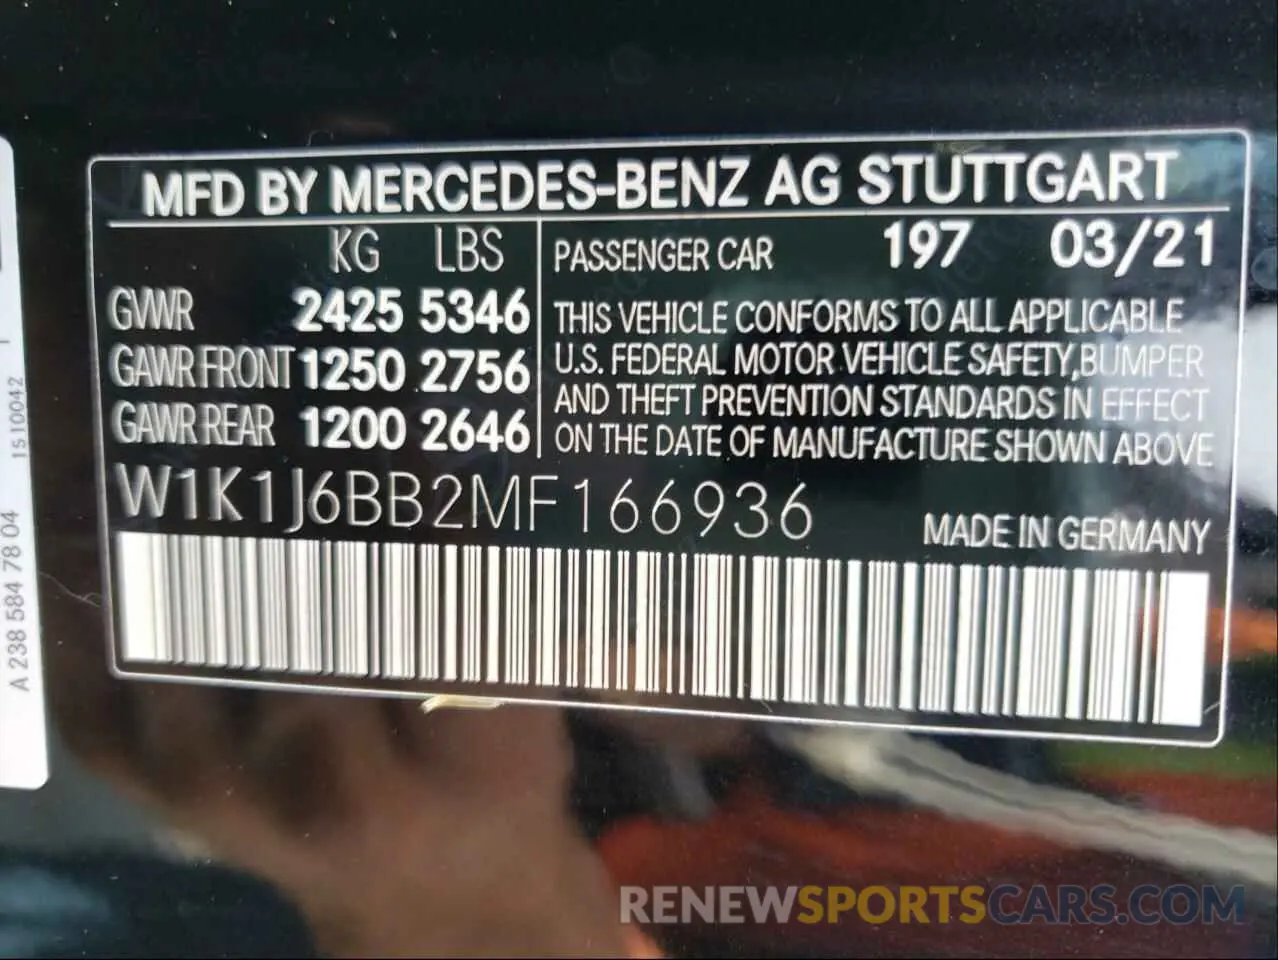 MFD BY MERCEDES-BENZ AG STUTTGART
KG LBS
GVWR 2425 5346
GAWR FRONT 1250 2756
GAWR REAR 1200 2646
PASSENGER CAR 197 03/21
THIS VEHICLE CONFORMS TO ALL APPLICABLE
U.S. FEDERAL MOTOR VEHICLE SAFETY, BUMPER
AND THEFT PREVENTION STANDARDS IN EFFECT
ON THE DATE OF MANUFACTURE SHOWN ABOVE
W1K1J6BB2MF166936
MADE IN GERMANY
A 238 584 78 04
1S10042
RENEWSPORTSCARS.COM